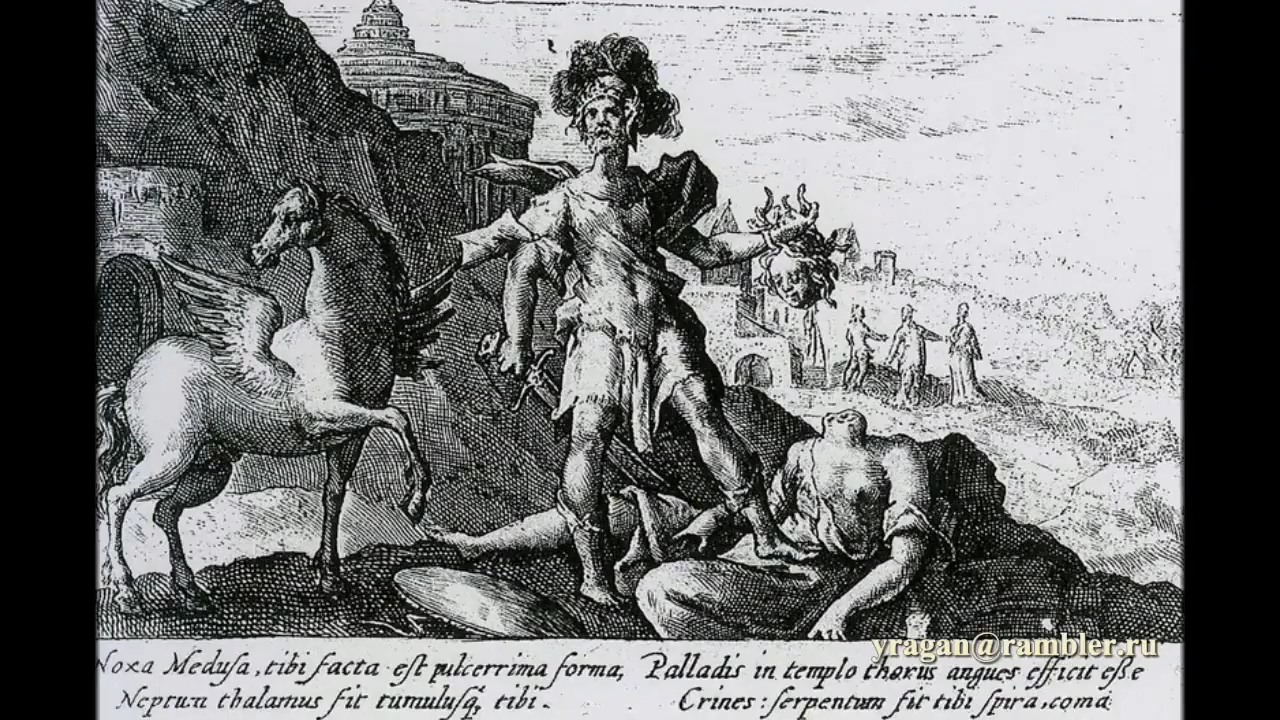 Noxa Meduſa, tibi facta eſt pulcerrima forma,
Neptun thalamus fit tumuluſq, tibi.
Palladis in templo thorus angues efficit eſſe
Crines: ſerpentum fit tibi ſpira, coma
yragan@rambler.ru